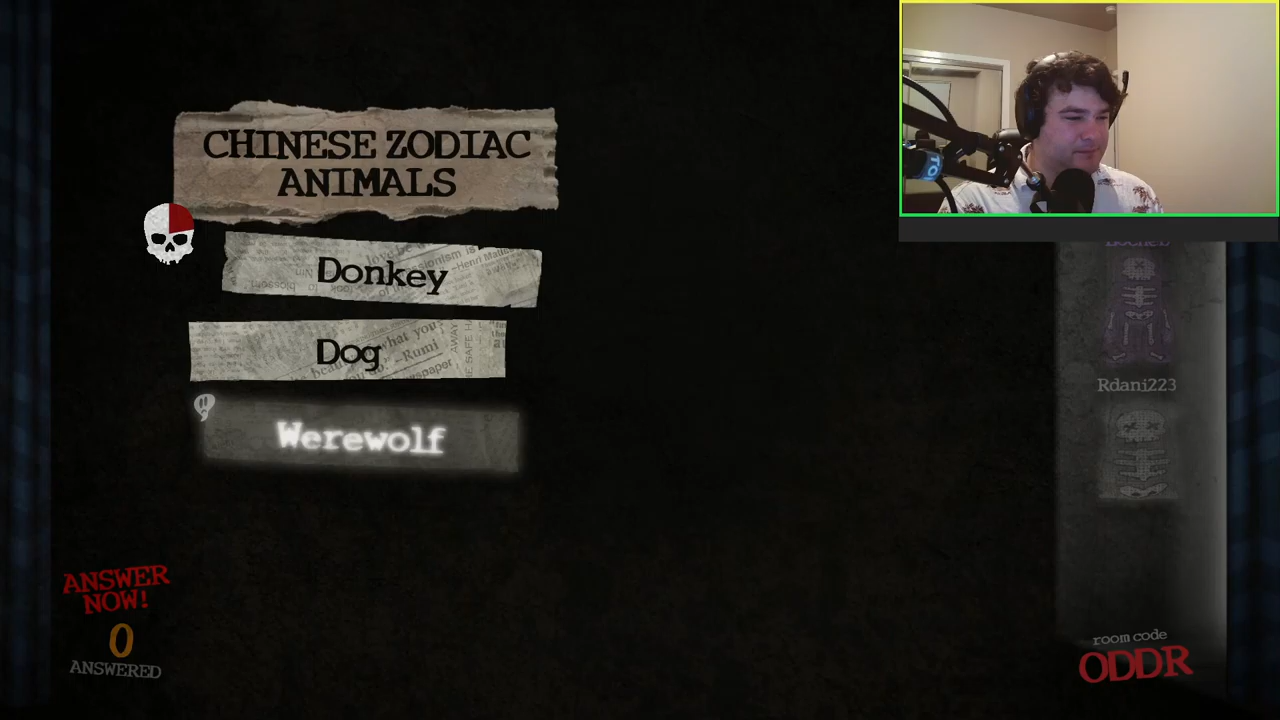 CHINESE ZODIAC
ANIMALS
Donkey
Dog
Werewolf
ANSWER
NOW!
0
ANSWERED
Rdani223
room code
ODDR